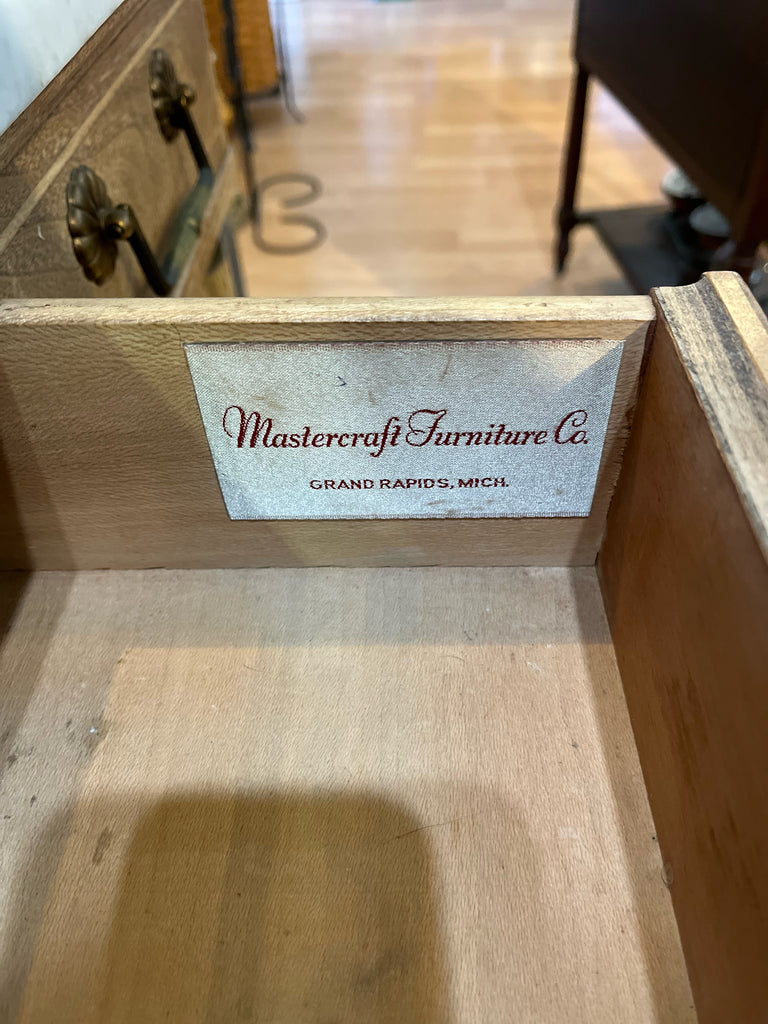 Mastercraft Furniture Co.
GRAND RAPIDS, MICH.